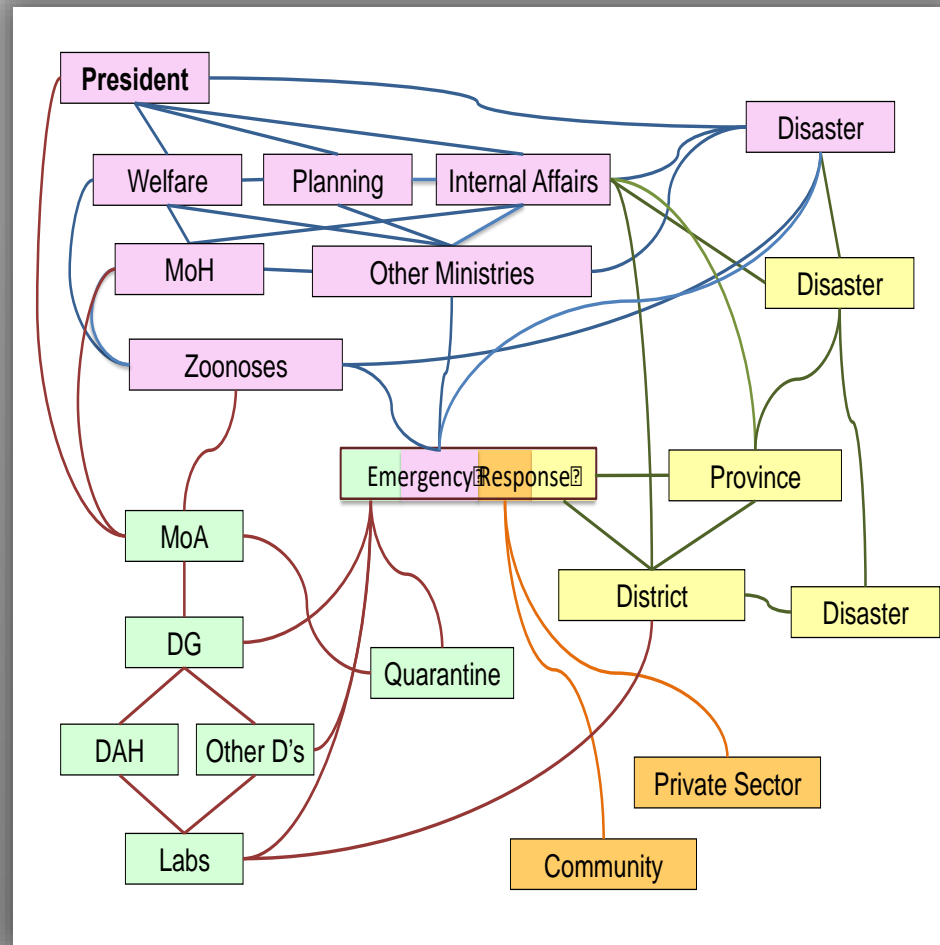 President
Disaster
Welfare
Planning
Internal Affairs
MoH
Other Ministries
Disaster
Zoonoses
Emergency Response
Province
MoA
District
Disaster
DG
Quarantine
DAH
Other D’s
Private Sector
Labs
Community